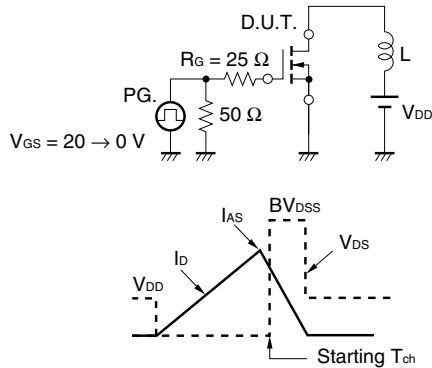 D.U.T.
RG = 25 Ω
L
PG.
50 Ω
VDD
VGS = 20 → 0 V
BVDSS
IAS
ID
VDS
VDD
Starting Tch